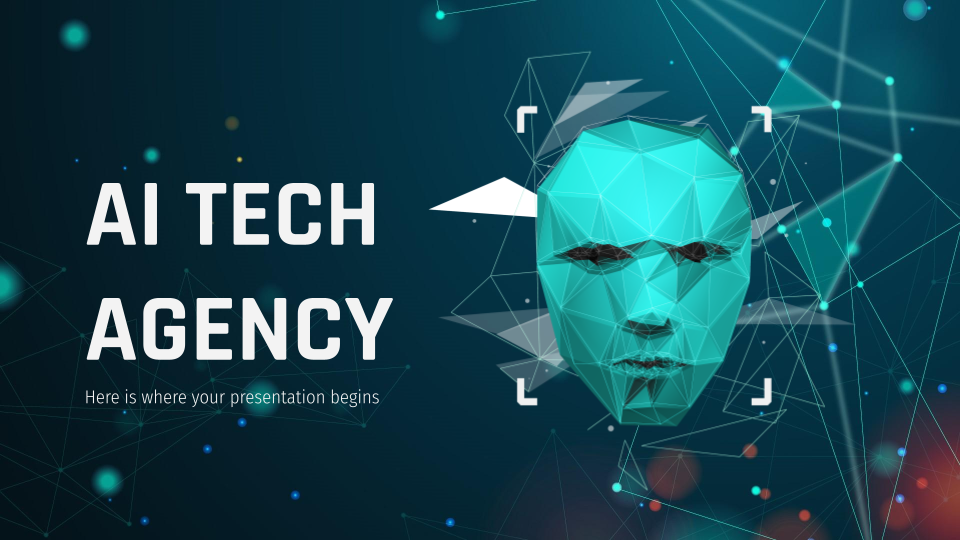 AI TECH
AGENCY
Here is where your presentation begins